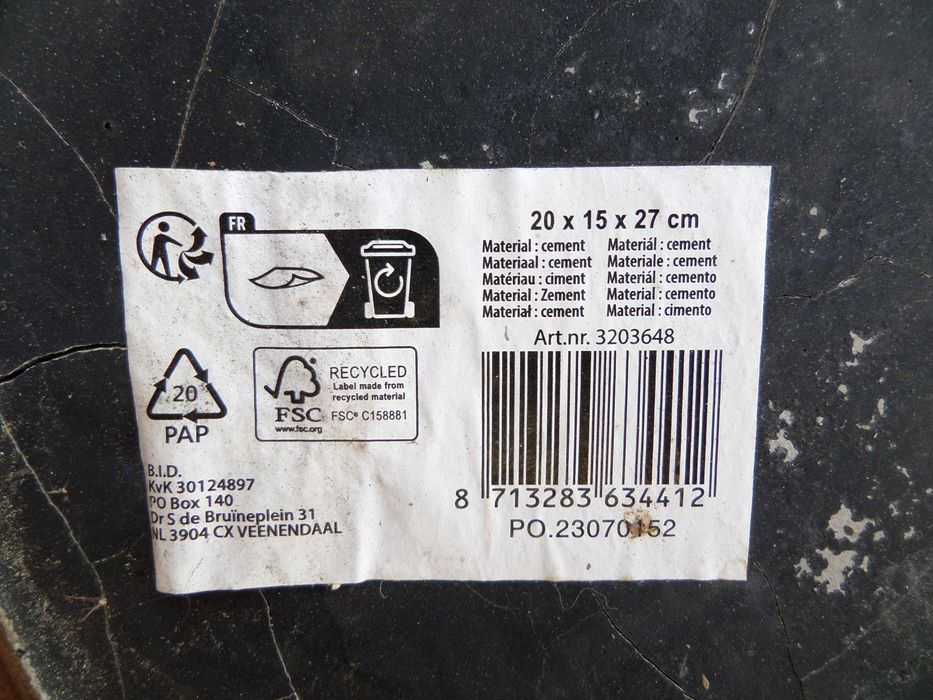 FR
20 x 15 x 27 cm
Material : cement
Materiaal : cement
Matériau : ciment
Material : Zement
Materiał : cement
Materiál : cement
Materiale : cement
Materiál : cemento
Material : cemento
Material : cimento
Art.nr. 3203648
8 713283 634412
PO.23070152
20
PAP
RECYCLED
Label made from
recycled material
FSC
FSC® C158881
www.fsc.org
B.I.D.
KvK 30124897
PO Box 140
Dr S de Bruïneplein 31
NL 3904 CX VEENENDAAL